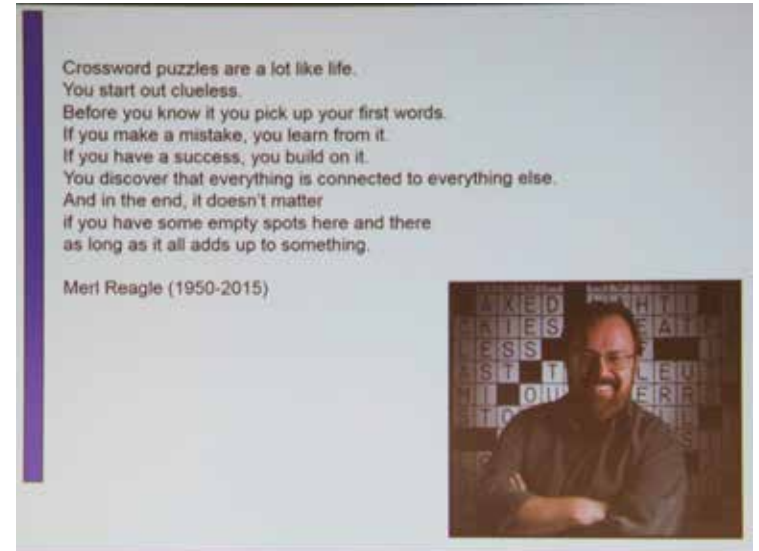 Crossword puzzles are a lot like life.
You start out clueless.
Before you know it you pick up your first words.
If you make a mistake, you learn from it.
If you have a success, you build on it.
You discover that everything is connected to everything else.
And in the end, it doesn't matter
if you have some empty spots here and there
as long as it all adds up to something.
Merl Reagle (1950-2015)
AXED
LESS